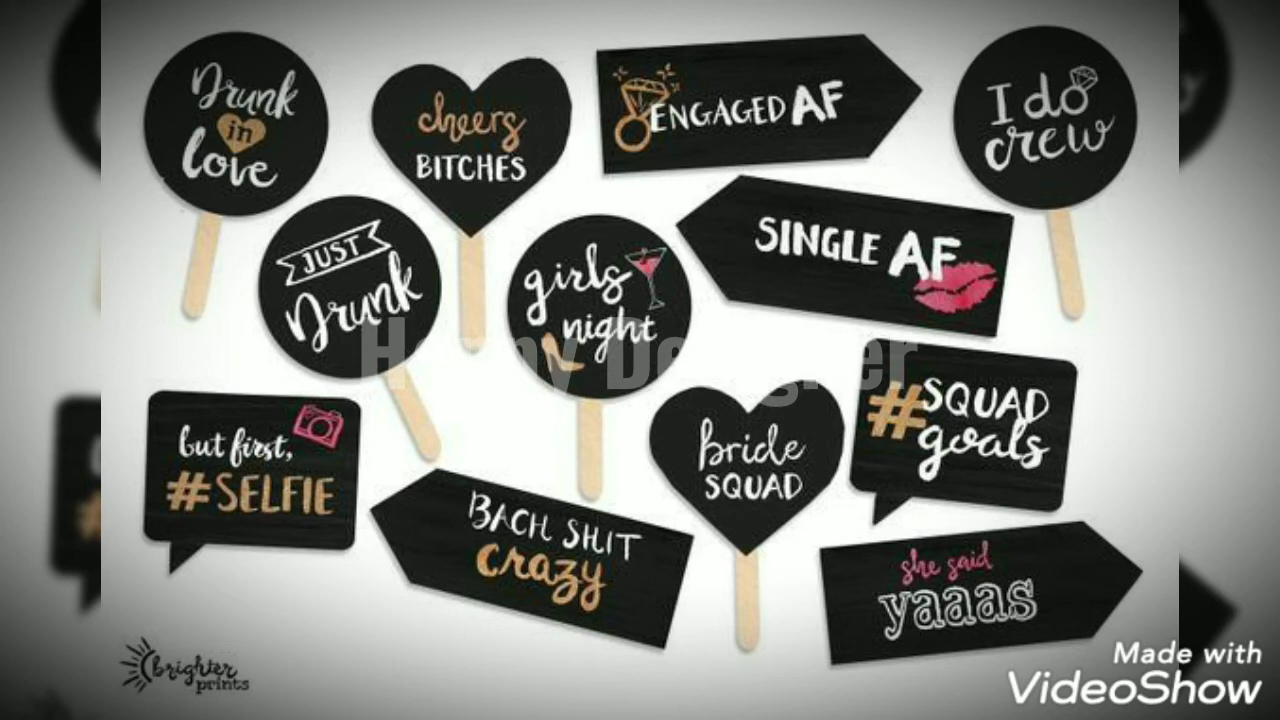 Drunk
in
love
cheers
BITCHES
ENGAGED AF
I do
crew
JUST
Drunk
girls
night
SINGLE AF
but first,
#SELFIE
BACH SHIT
crazy
bride
SQUAD
#SQUAD
goals
she said
yaaas
brighter
prints
Made with
VideoShow